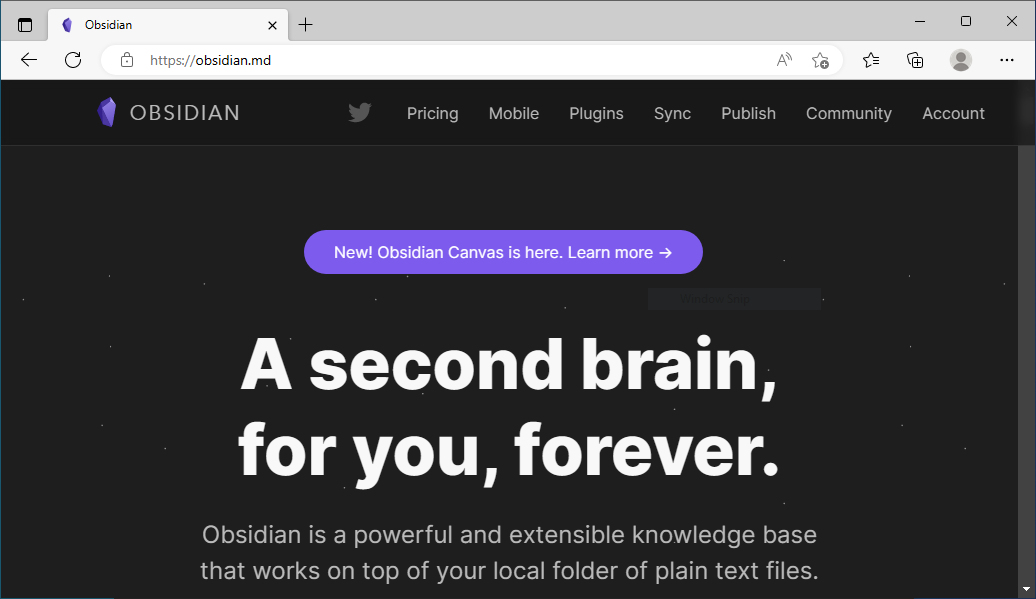 Obsidian
https://obsidian.md
OBSIDIAN
Pricing Mobile Plugins Sync Publish Community Account
New! Obsidian Canvas is here. Learn more →
A second brain,
for you, forever.
Obsidian is a powerful and extensible knowledge base
that works on top of your local folder of plain text files.